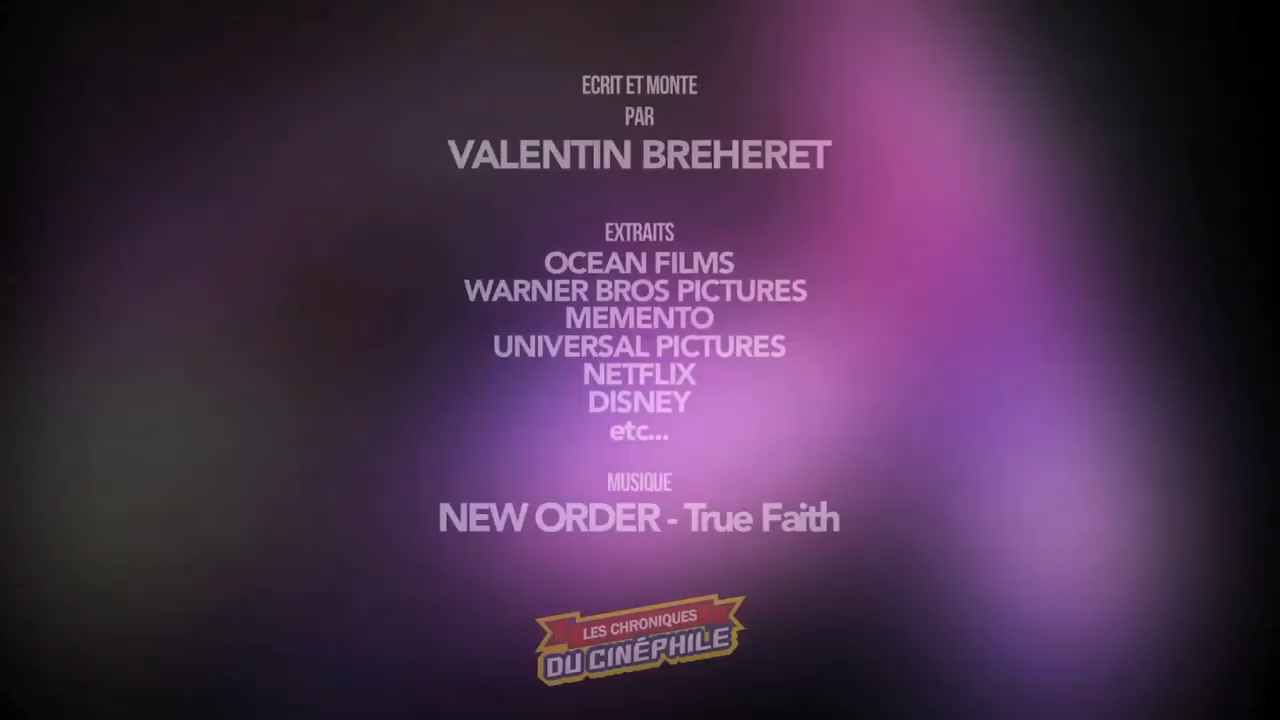 ECRIT ET MONTE
PAR
VALENTIN BREHERET
EXTRAITS
OCEAN FILMS
WARNER BROS PICTURES
MEMENTO
UNIVERSAL PICTURES
NETFLIX
DISNEY
etc...
MUSIQUE
NEW ORDER - True Faith
LES CHRONIQUES
DU CINÉPHILE